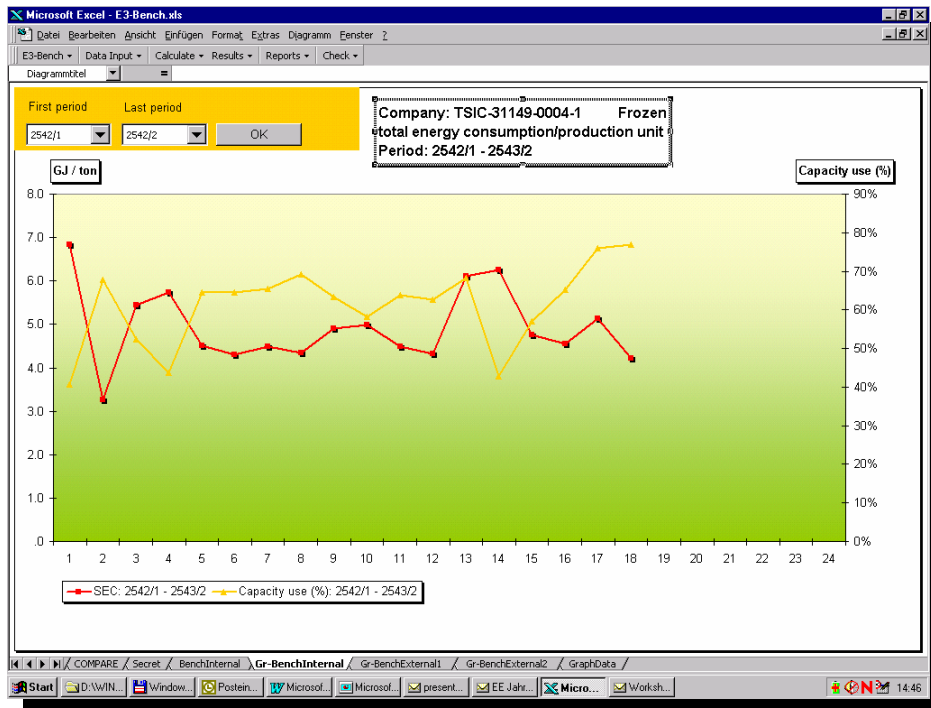 Microsoft Excel - E3-Bench.xls
Datei Bearbeiten Ansicht Einfügen Format Extras Diagramm Fenster ?
E3-Bench Data Input Calculate Results Reports Check
Diagrammtitel =
First period Last period
2542/1 2542/2 OK
Company: TSIC-31149-0004-1 Frozen
total energy consumption/production unit
Period: 2542/1 - 2543/2
GJ / ton Capacity use (%)
8.0 90%
7.0 80%
6.0 70%
5.0 60%
4.0 50%
3.0 40%
2.0 30%
1.0 20%
.0 10%
0%
1 2 3 4 5 6 7 8 9 10 11 12 13 14 15 16 17 18 19 20 21 22 23 24
SEC: 2542/1 - 2543/2 Capacity use (%): 2542/1 - 2543/2
COMPARE Secret BenchInternal Gr-BenchInternal Gr-BenchExternal1 Gr-BenchExternal2 GraphData
Start D:\WIN... Window... Postein... Microsof... Microsof... present... EE Jahr... Micro... Worksh... 14:46